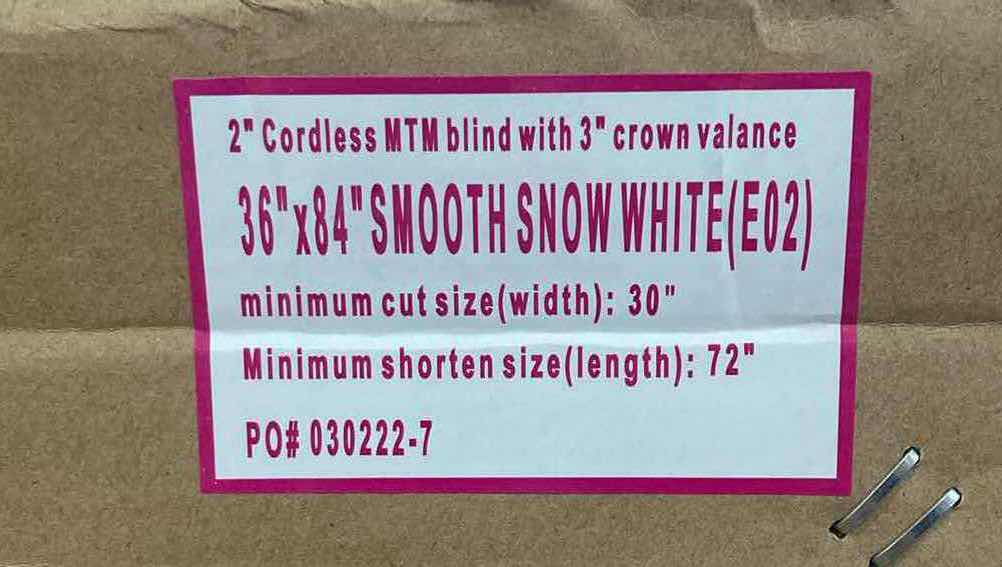 2" Cordless MTM blind with 3" crown valance
36"x84" SMOOTH SNOW WHITE(E02)
minimum cut size(width): 30"
Minimum shorten size(length): 72"
PO# 030222-7